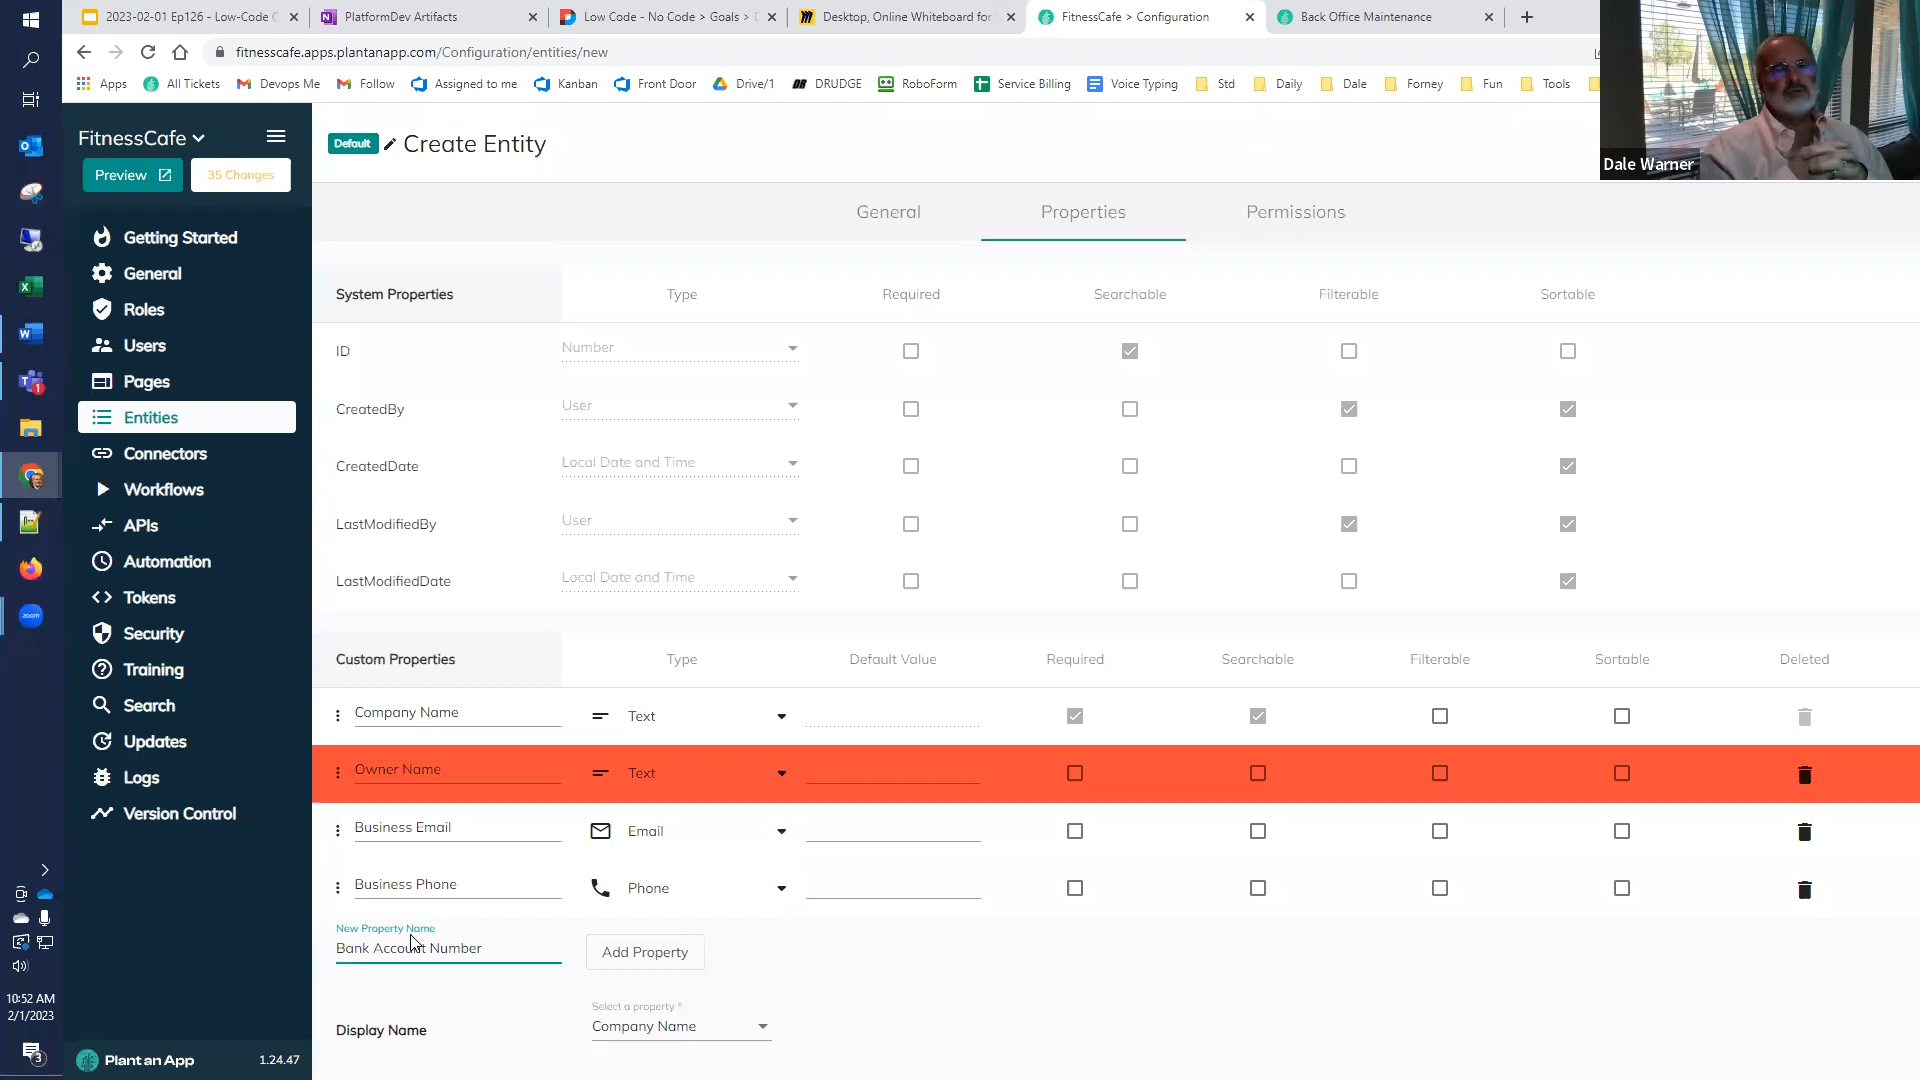 2023-02-01 Ep126 - Low-Code C
PlatformDev Artifacts
Low Code - No Code > Goals >
Desktop, Online Whiteboard for
FitnessCafe > Configuration
Back Office Maintenance
fitnesscafe.apps.plantanapp.com/Configuration/entities/new
Apps
All Tickets
Devops Me
Follow
Assigned to me
Kanban
Front Door
Drive/1
DRUDGE
RoboForm
Service Billing
Voice Typing
Std
Daily
Dale
Forney
Fun
Tools
Dale Warner
FitnessCafe
Preview
35 Changes
Getting Started
General
Roles
Users
Pages
Entities
Connectors
Workflows
APIs
Automation
Tokens
Security
Training
Search
Updates
Logs
Version Control
Plant an App
1.24.47
10:52 AM
2/1/2023
3
1
zoom
Default
Create Entity
General
Properties
Permissions
System Properties
Type
Required
Searchable
Filterable
Sortable
ID
Number
CreatedBy
User
CreatedDate
Local Date and Time
LastModifiedBy
User
LastModifiedDate
Local Date and Time
Custom Properties
Type
Default Value
Required
Searchable
Filterable
Sortable
Deleted
Company Name
Text
Owner Name
Text
Business Email
Email
Business Phone
Phone
New Property Name
Bank Account Number
Add Property
Display Name
Select a property *
Company Name